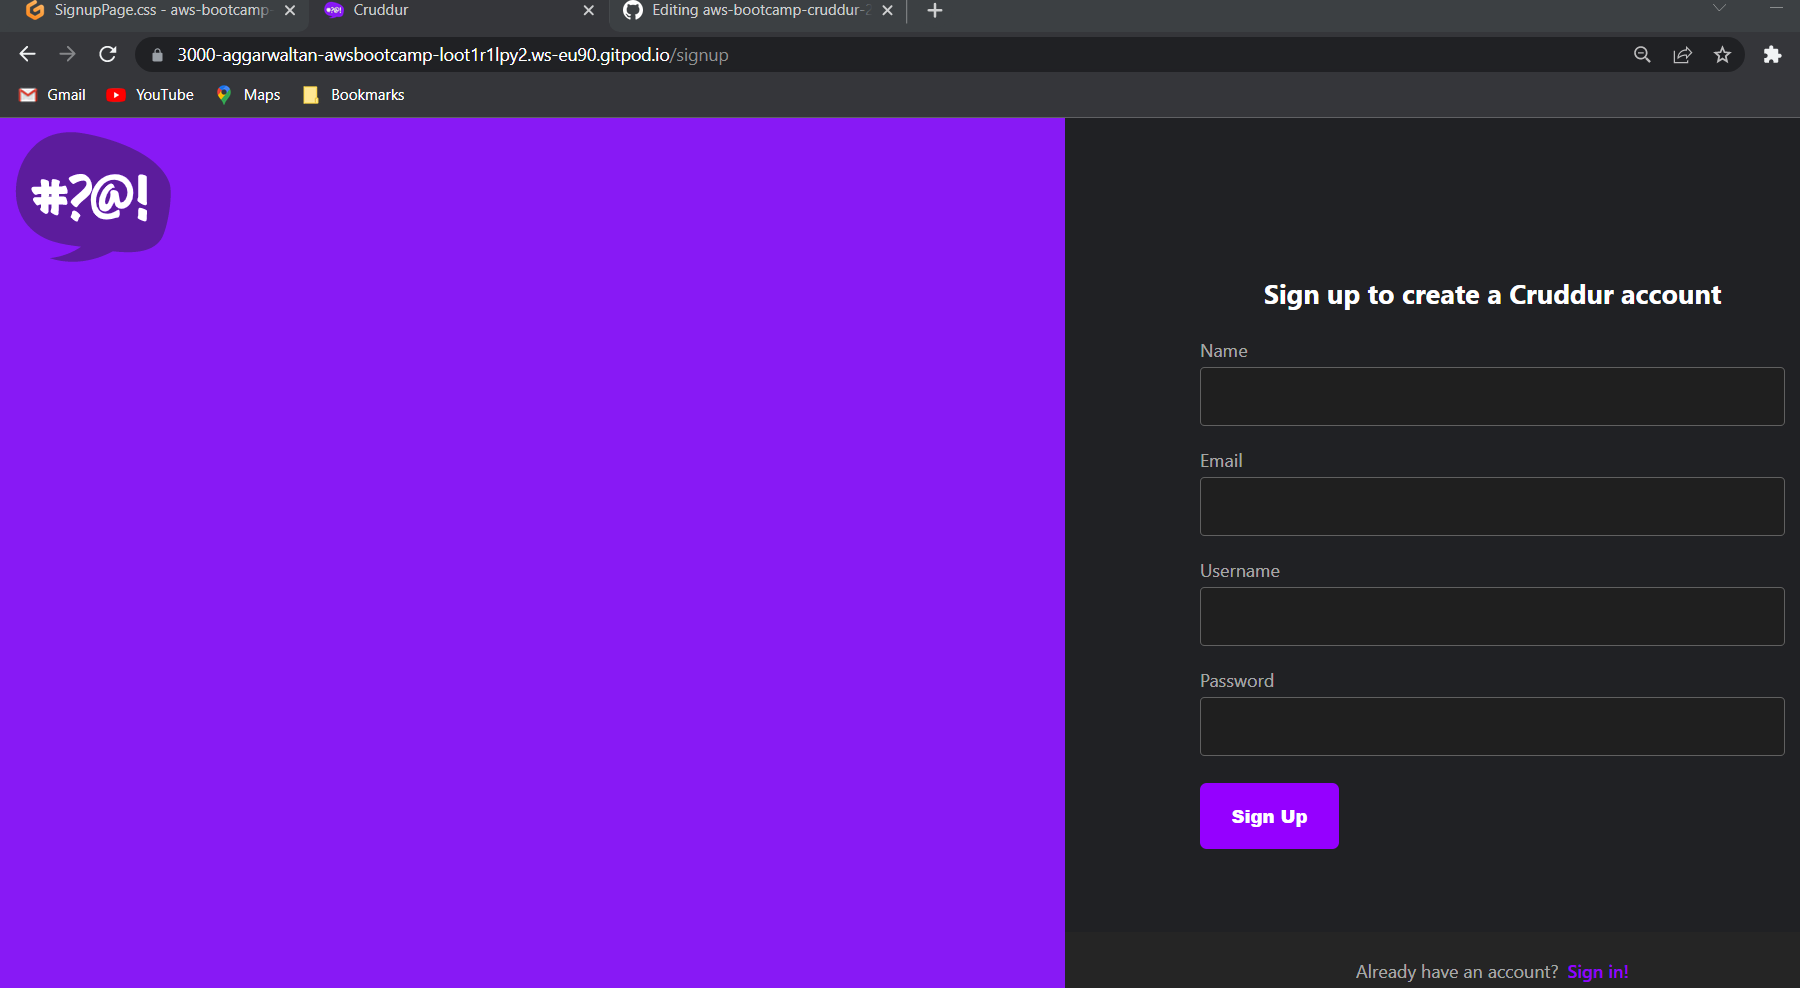 SignupPage.css - aws-bootcamp-
Cruddur
Editing aws-bootcamp-cruddur-2
3000-aggarwaltan-awsbootcamp-loot1r1lpy2.ws-eu90.gitpod.io/signup
Gmail
YouTube
Maps
Bookmarks
#?@!
Sign up to create a Cruddur account
Name
Email
Username
Password
Sign Up
Already have an account? Sign in!